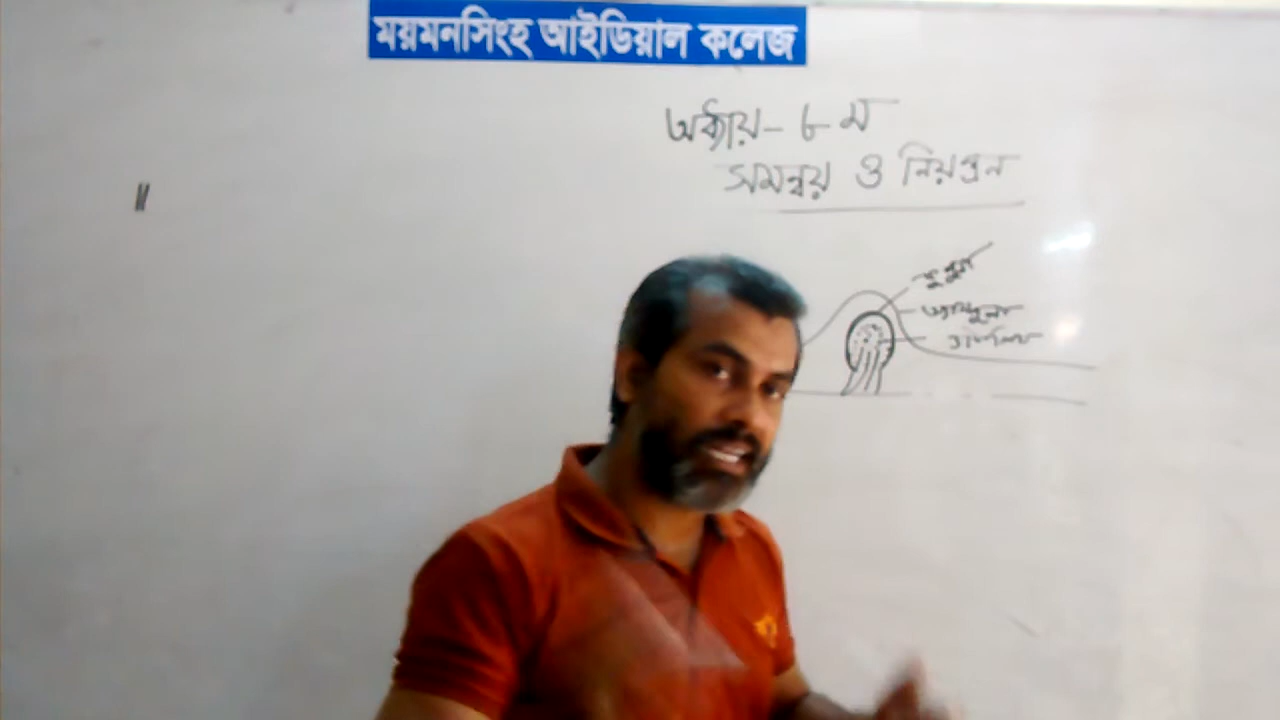 ময়মনসিংহ আইডিয়াল কলেজ
অধ্যায়- ৮ম
সমন্বয় ও নিয়ন্ত্রন
কুপুলা
অ্যাম্পুলা